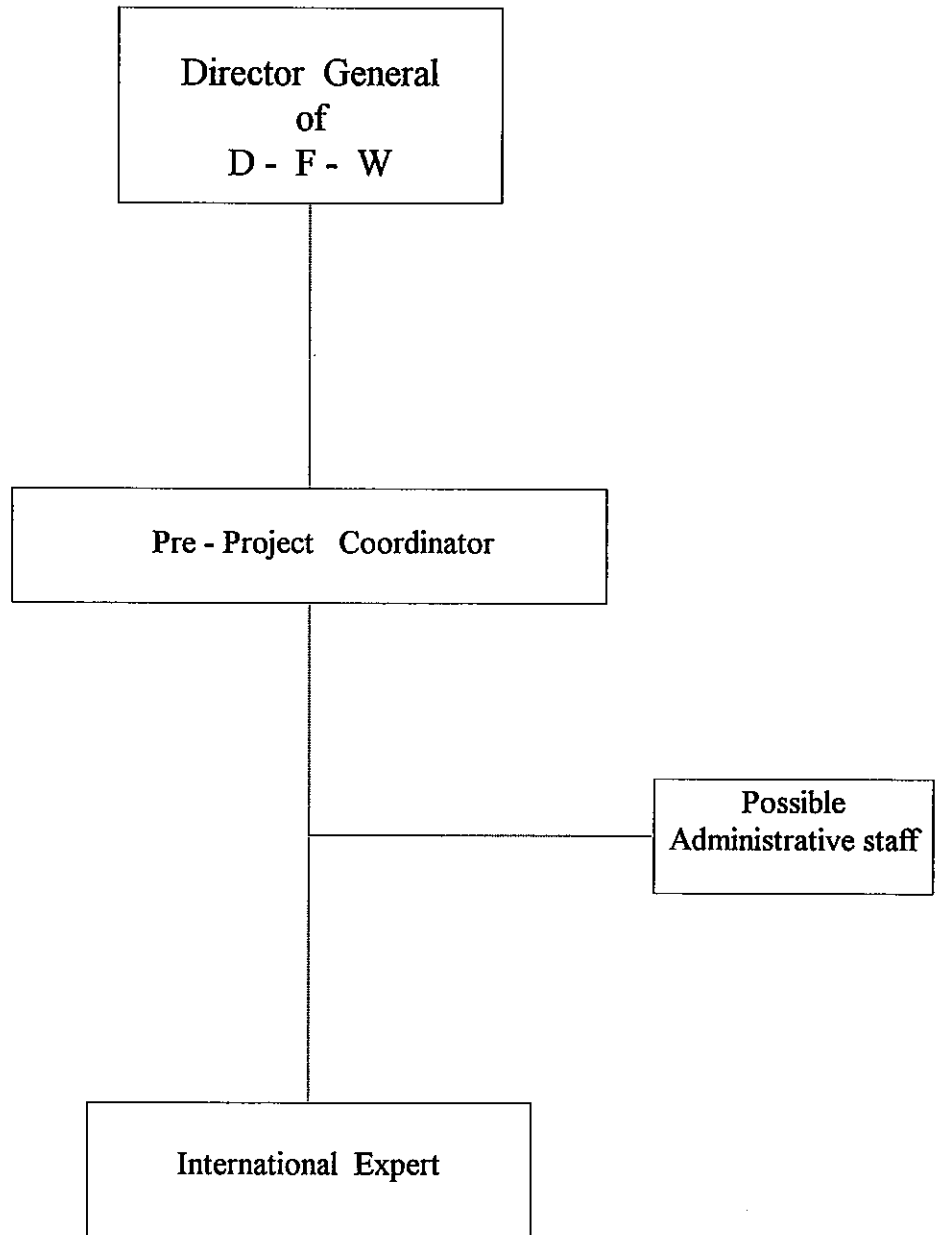 Director General
of
D - F - W
Pre - Project Coordinator
Possible
Administrative staff
International Expert